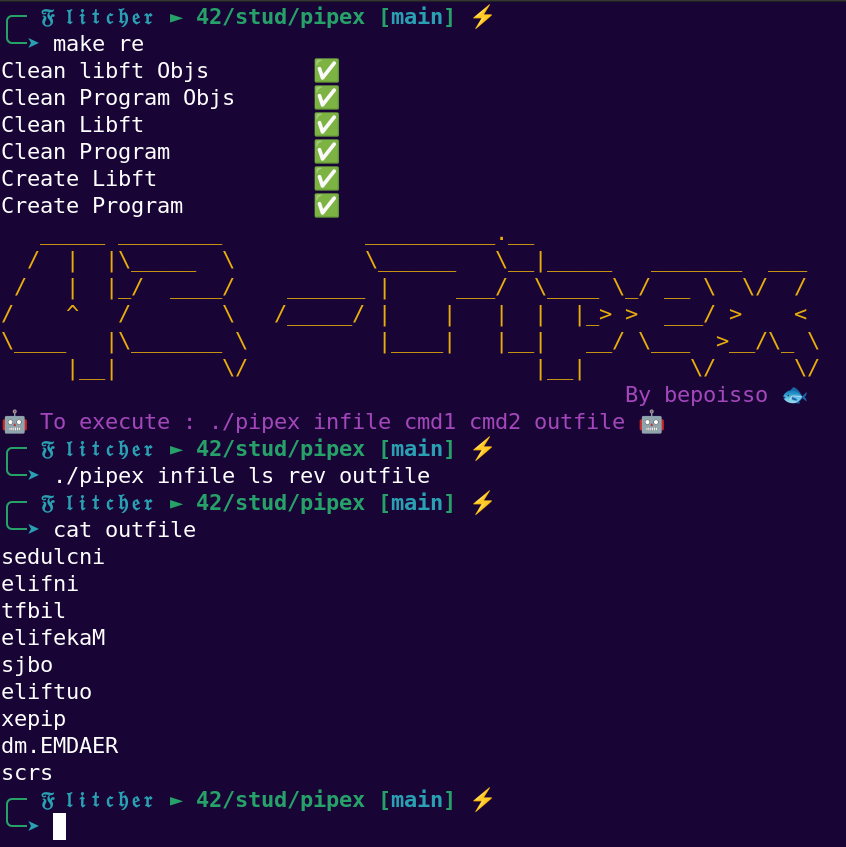 𝕱𝖑𝖎𝖙𝖈𝖍𝖊𝖗 ► 42/stud/pipex [main] ⚡
➤ make re
Clean libft Objs ✅
Clean Program Objs ✅
Clean Libft ✅
Clean Program ✅
Create Libft ✅
Create Program ✅
42 - Pipex
By bepoisso 🐟
🤖 To execute : ./pipex infile cmd1 cmd2 outfile 🤖
𝕱𝖑𝖎𝖙𝖈𝖍𝖊𝖗 ► 42/stud/pipex [main] ⚡
➤ ./pipex infile ls rev outfile
𝕱𝖑𝖎𝖙𝖈𝖍𝖊𝖗 ► 42/stud/pipex [main] ⚡
➤ cat outfile
sedulcni
elifni
tfbil
elifekaM
sjbo
eliftuo
xepip
dm.EMDAER
scrs
𝕱𝖑𝖎𝖙𝖈𝖍𝖊𝖗 ► 42/stud/pipex [main] ⚡
➤